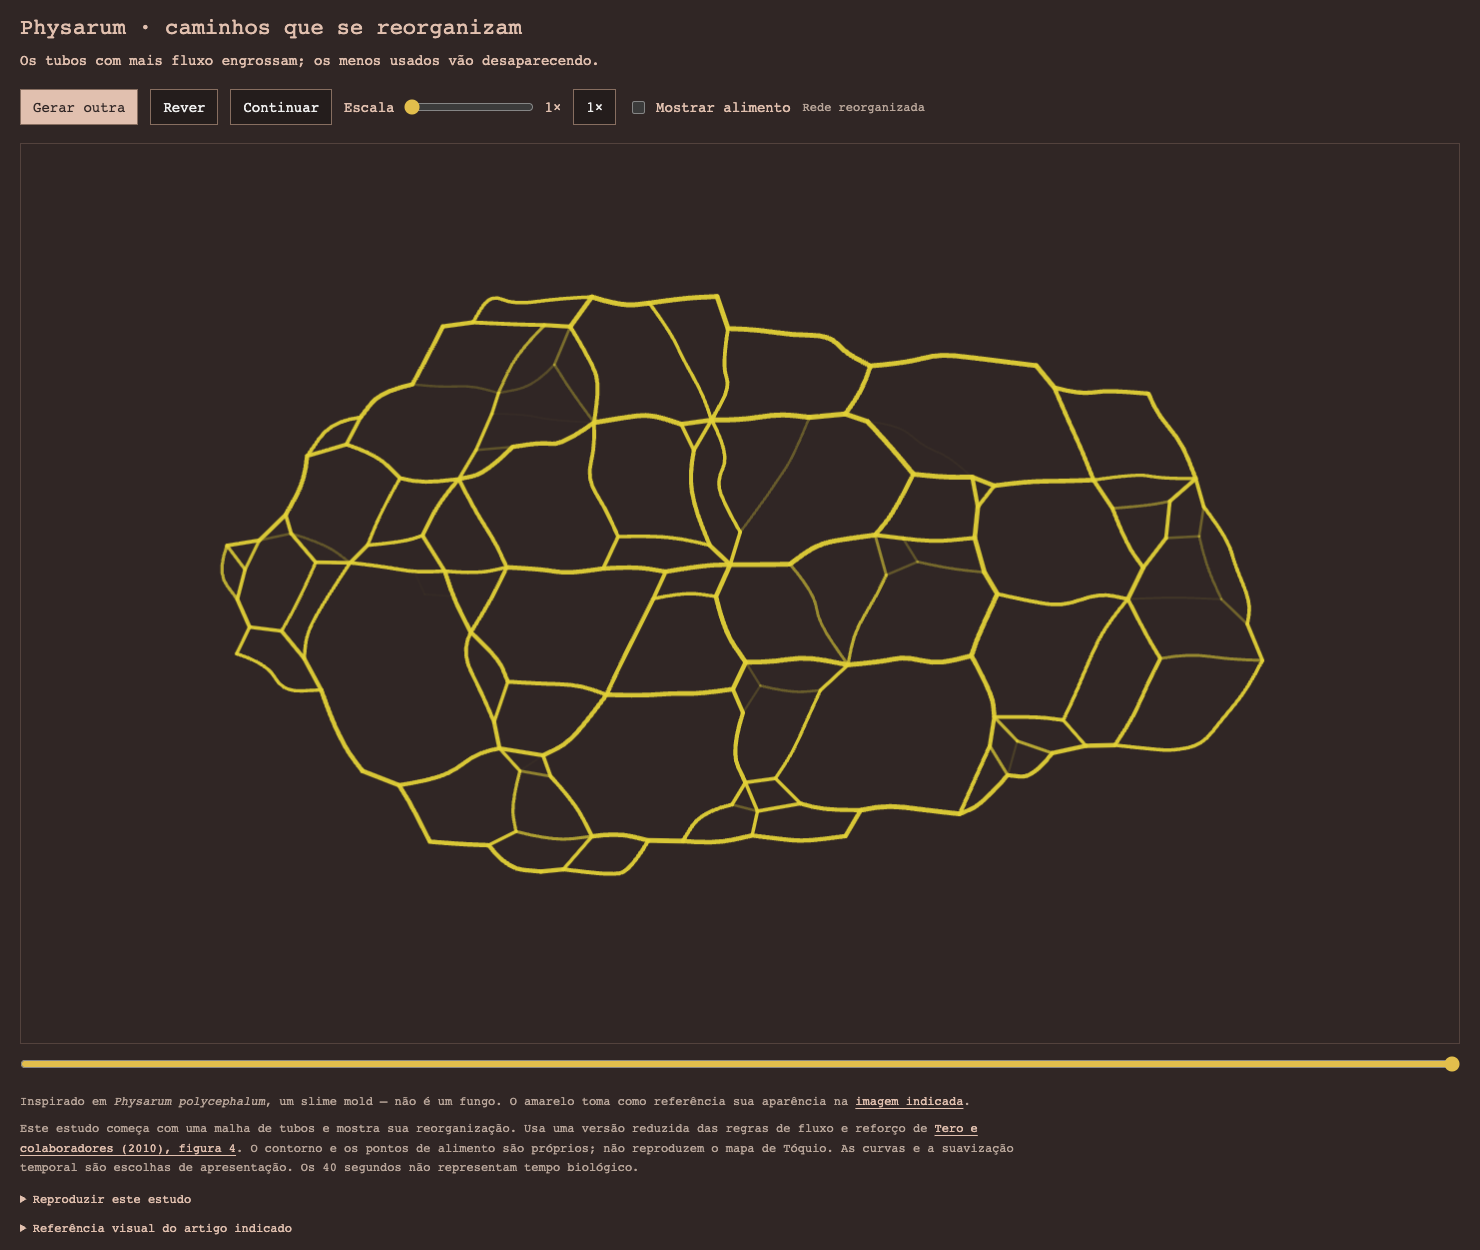 Physarum · caminhos que se reorganizam
Os tubos com mais fluxo engrossam; os menos usados vão desaparecendo.
Gerar outra Rever Continuar Escala 1× 1× Mostrar alimento Rede reorganizada
Inspirado em Physarum polycephalum, um slime mold — não é um fungo. O amarelo toma como referência sua aparência na imagem indicada.
Este estudo começa com uma malha de tubos e mostra sua reorganização. Usa uma versão reduzida das regras de fluxo e reforço de Tero e
colaboradores (2010), figura 4. O contorno e os pontos de alimento são próprios; não reproduzem o mapa de Tóquio. As curvas e a suavização
temporal são escolhas de apresentação. Os 40 segundos não representam tempo biológico.
Reproduzir este estudo
Referência visual do artigo indicado